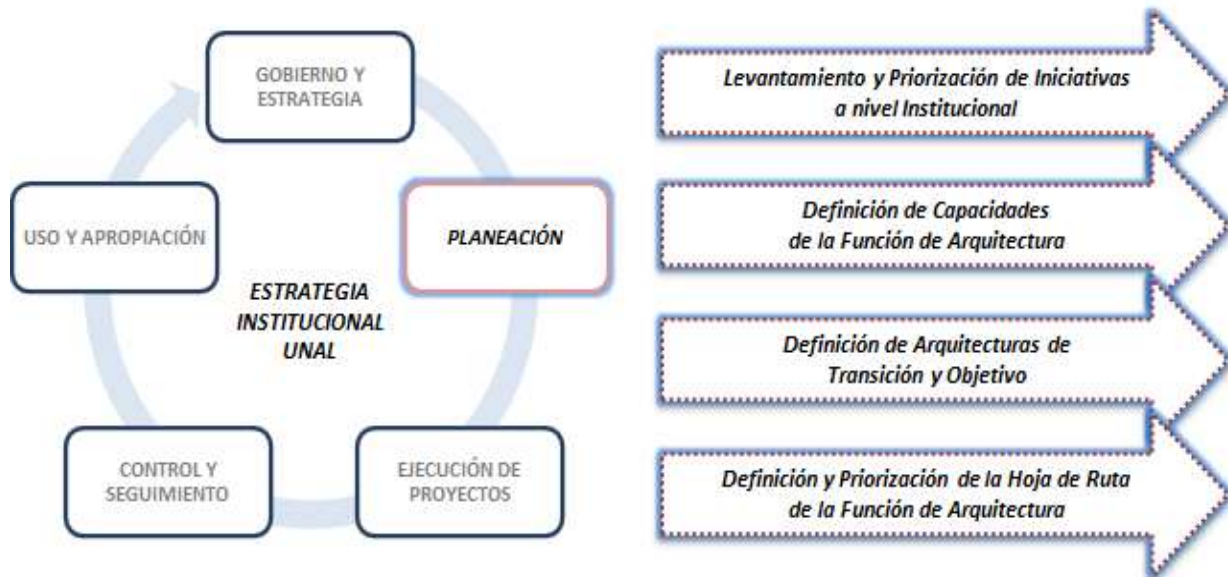 GOBIERNO Y
ESTRATEGIA
USO Y APROPIACIÓN
PLANEACIÓN
ESTRATEGIA
INSTITUCIONAL
UNAL
CONTROL Y
SEGUIMIENTO
EJECUCIÓN DE
PROYECTOS
Levantamiento y Priorización de Iniciativas
a nivel Institucional
Definición de Capacidades
de la Función de Arquitectura
Definición de Arquitecturas de
Transición y Objetivo
Definición y Priorización de la Hoja de Ruta
de la Función de Arquitectura